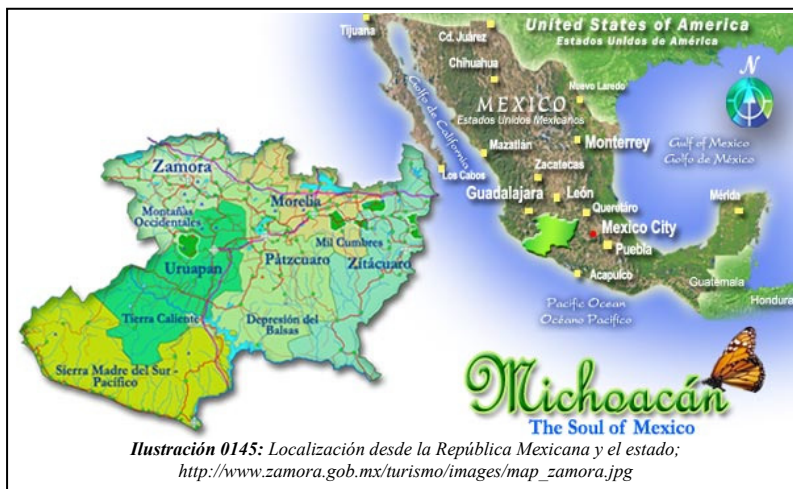 United States of America
Estados Unidos de América
Tijuana
Cd. Juárez
Chihuahua
Nuevo Laredo
N
MEXICO
Estados Unidos Mexicanos
Golfo de California
Monterrey
Gulf of Mexico
Golfo de México
Mazatlán
Zacatecas
Los Cabos
Guadalajara
León
Querétaro
Mérida
Mexico City
Puebla
Acapulco
Guatemala
Hondura
Pacific Ocean
Océano Pacífico
Zamora
Montañas
Occidentales
Morelia
Mil Cumbres
Uruapan
Pàtzcuaro
Zitácuaro
Tierra Caliente
Depresión del
Balsas
Sierra Madre del Sur -
Pacífico
Michoacán
The Soul of Mexico
Ilustración 0145: Localización desde la República Mexicana y el estado;
http://www.zamora.gob.mx/turismo/images/map_zamora.jpg